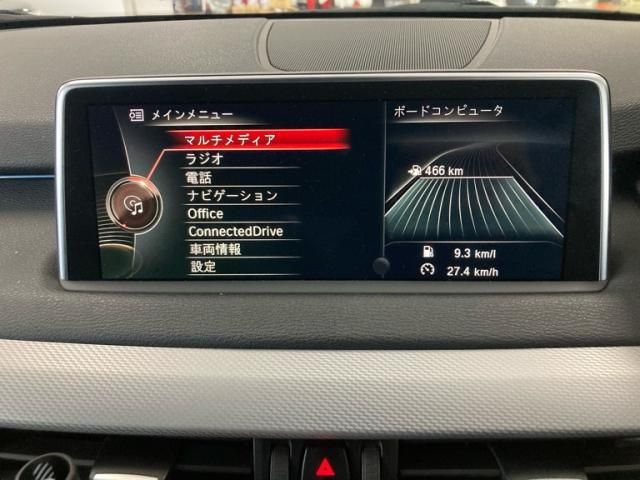 メインメニュー
マルチメディア
ラジオ
電話
ナビゲーション
Office
ConnectedDrive
車両情報
設定
ボードコンピュータ
466 km
9.3 km/l
27.4 km/h